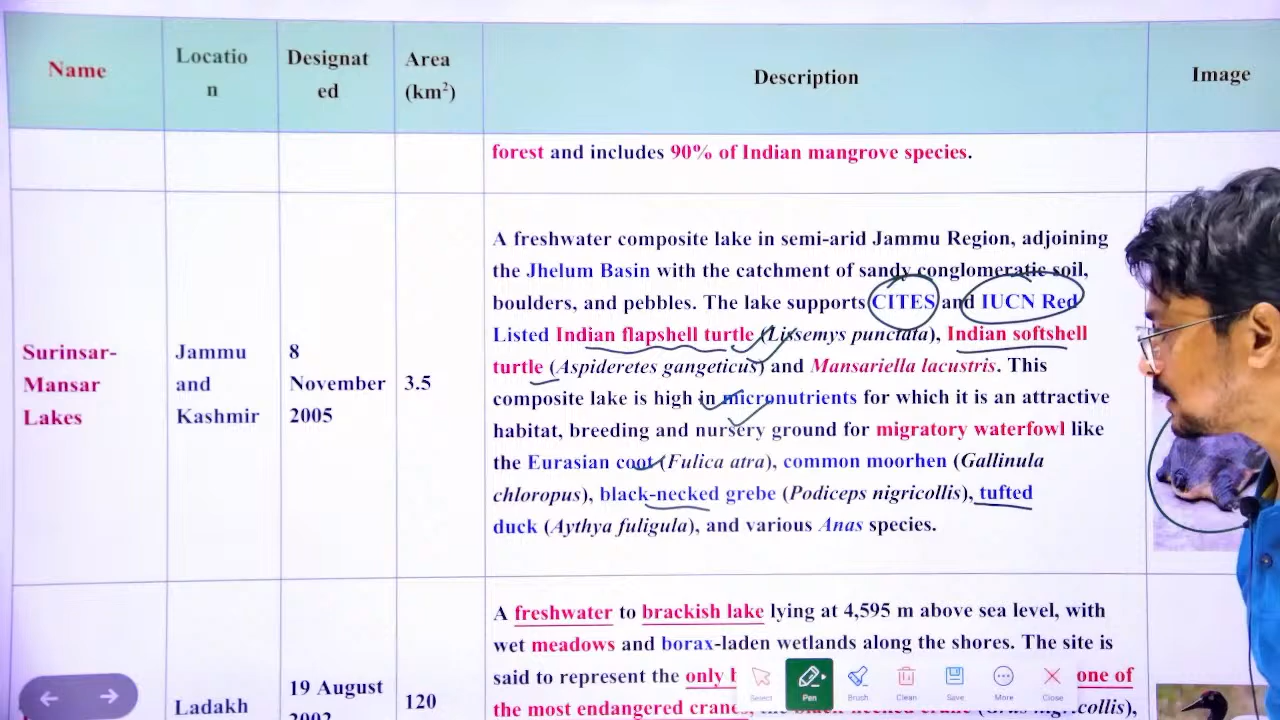 Name
Locatio
n
Designat
ed
Area
(km²)
Description
Image
forest and includes 90% of Indian mangrove species.
Surinsar-
Mansar
Lakes
Jammu
and
Kashmir
8
November
2005
3.5
A freshwater composite lake in semi-arid Jammu Region, adjoining
the Jhelum Basin with the catchment of sandy conglomeratic soil,
boulders, and pebbles. The lake supports CITES and IUCN Red
Listed Indian flapshell turtle (Lissemys punctata), Indian softshell
turtle (Aspideretes gangeticus) and Mansariella lacustris. This
composite lake is high in micronutrients for which it is an attractive
habitat, breeding and nursery ground for migratory waterfowl like
the Eurasian coot (Fulica atra), common moorhen (Gallinula
chloropus), black-necked grebe (Podiceps nigricollis), tufted
duck (Aythya fuligula), and various Anas species.
Ladakh
19 August
2002
120
A freshwater to brackish lake lying at 4,595 m above sea level, with
wet meadows and borax-laden wetlands along the shores. The site is
said to represent the only one of
the most endangered cranes,
Select
Pen
Brush
Clean
Save
More
Close